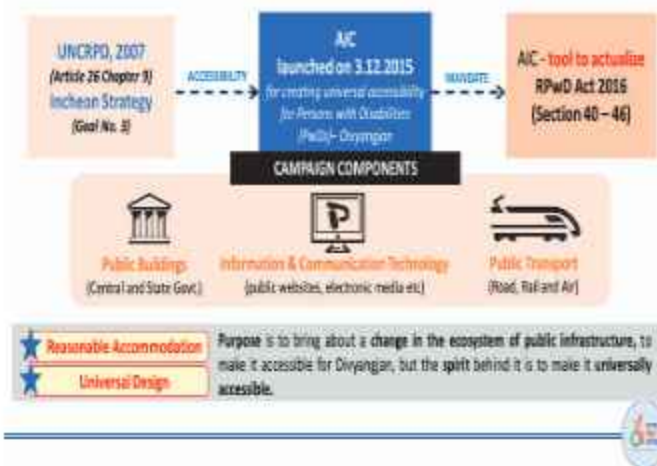 UNCRPD, 2007
(Article 26 Chapter 9)
Incheon Strategy
(Goal No. 3)
ACCESSIBILITY
AIC
launched on 3.12.2015
for creating universal accessibility
for Persons with Disabilities
(PwDs)– Divyangan
MANDATE
AIC - tool to actualise
RPwD Act 2016
(Section 40 – 46)
CAMPAIGN COMPONENTS
Public Buildings
(Central and State Govt.)
Information & Communication Technology
(public websites, electronic media etc)
Public Transport
(Road, Rail and Air)
Reasonable Accommodation
Universal Design
Purpose is to bring about a change in the ecosystem of public infrastructure, to
make it accessible for Divyangan, but the spirit behind it is to make it universally
accessible.